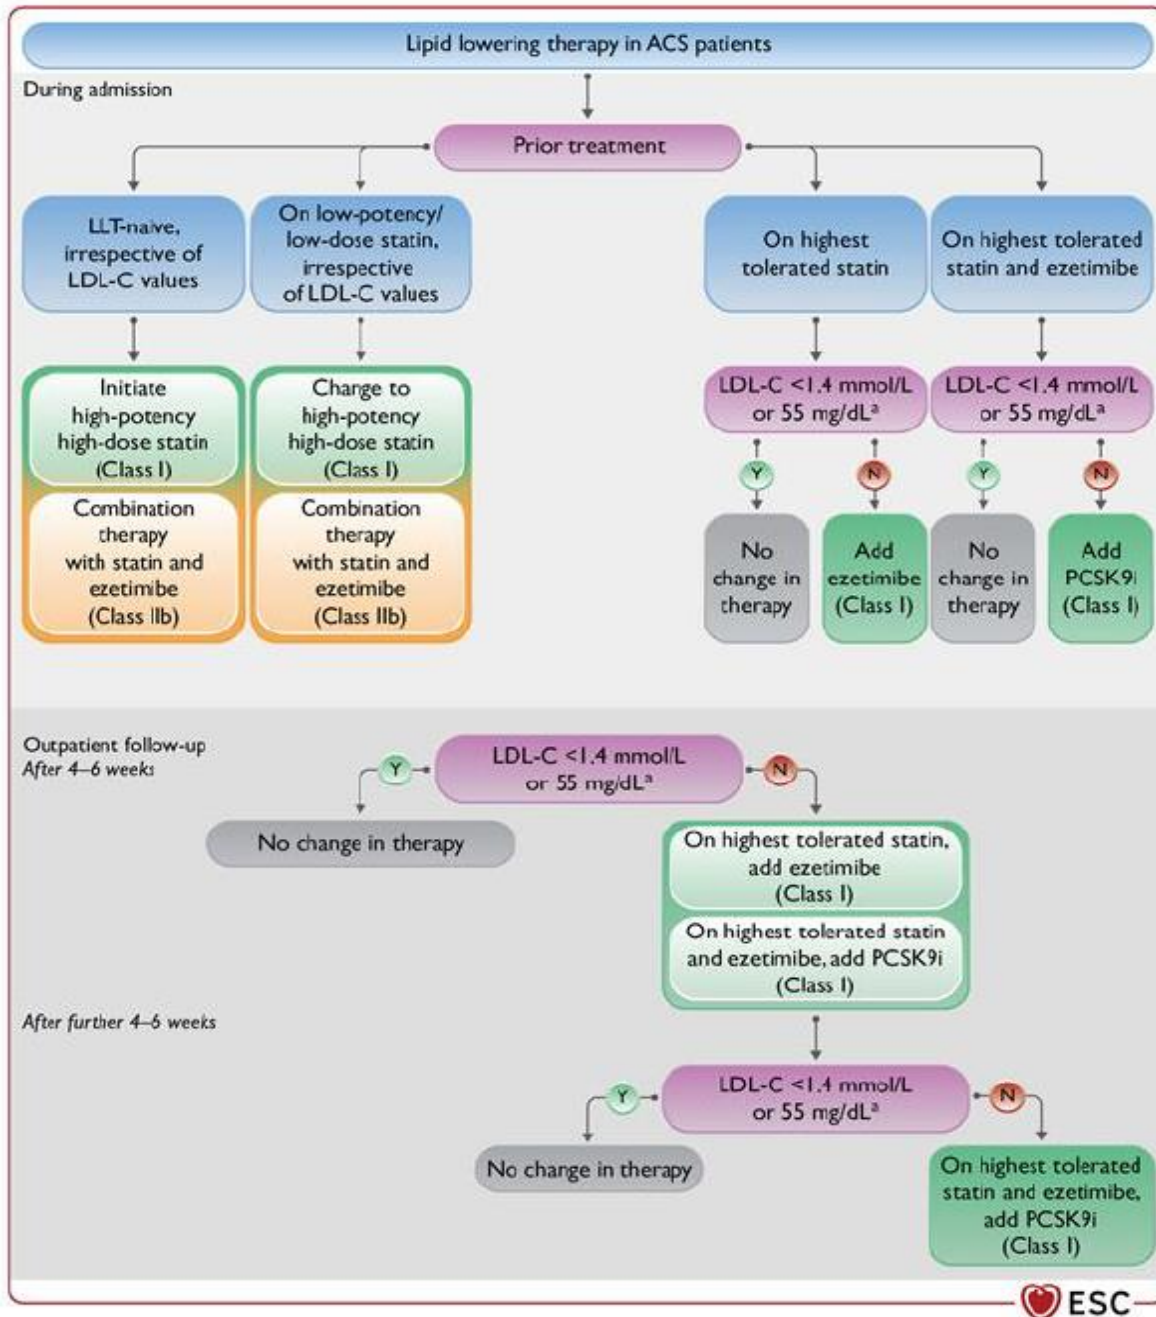 Lipid lowering therapy in ACS patients
During admission
Prior treatment
LLT-naive,
irrespective of
LDL-C values
On low-potency/
low-dose statin,
irrespective
of LDL-C values
On highest
tolerated statin
On highest tolerated
statin and ezetimibe
Initiate
high-potency
high-dose statin
(Class I)
Change to
high-potency
high-dose statin
(Class I)
Combination
therapy
with statin and
ezetimibe
(Class IIb)
Combination
therapy
with statin and
ezetimibe
(Class IIb)
LDL-C <1.4 mmol/L
or 55 mg/dLª
LDL-C <1.4 mmol/L
or 55 mg/dLª
Y
N
Y
N
No
change in
therapy
Add
ezetimibe
(Class I)
No
change in
therapy
Add
PCSK9i
(Class I)
Outpatient follow-up
After 4–6 weeks
LDL-C <1.4 mmol/L
or 55 mg/dLª
Y
N
No change in therapy
On highest tolerated statin,
add ezetimibe
(Class I)
On highest tolerated statin
and ezetimibe, add PCSK9i
(Class I)
After further 4–6 weeks
LDL-C <1.4 mmol/L
or 55 mg/dLª
Y
N
No change in therapy
On highest tolerated
statin and ezetimibe,
add PCSK9i
(Class I)
ESC